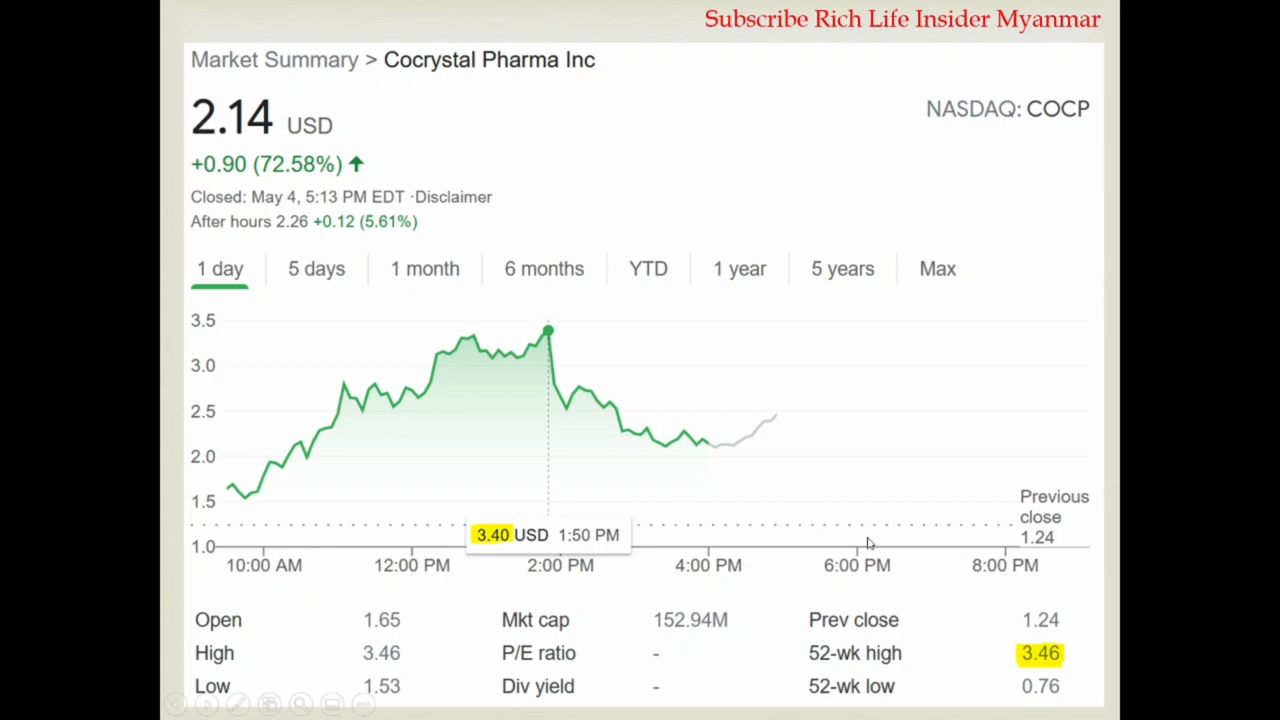 Subscribe Rich Life Insider Myanmar
Market Summary > Cocrystal Pharma Inc
2.14 USD
NASDAQ: COCP
+0.90 (72.58%) ↑
Closed: May 4, 5:13 PM EDT ·Disclaimer
After hours 2.26 +0.12 (5.61%)
1 day 5 days 1 month 6 months YTD 1 year 5 years Max
3.5
3.0
2.5
2.0
1.5
1.0
Previous
close
1.24
3.40 USD 1:50 PM
10:00 AM 12:00 PM 2:00 PM 4:00 PM 6:00 PM 8:00 PM
Open 1.65 Mkt cap 152.94M Prev close 1.24
High 3.46 P/E ratio - 52-wk high 3.46
Low 1.53 Div yield - 52-wk low 0.76